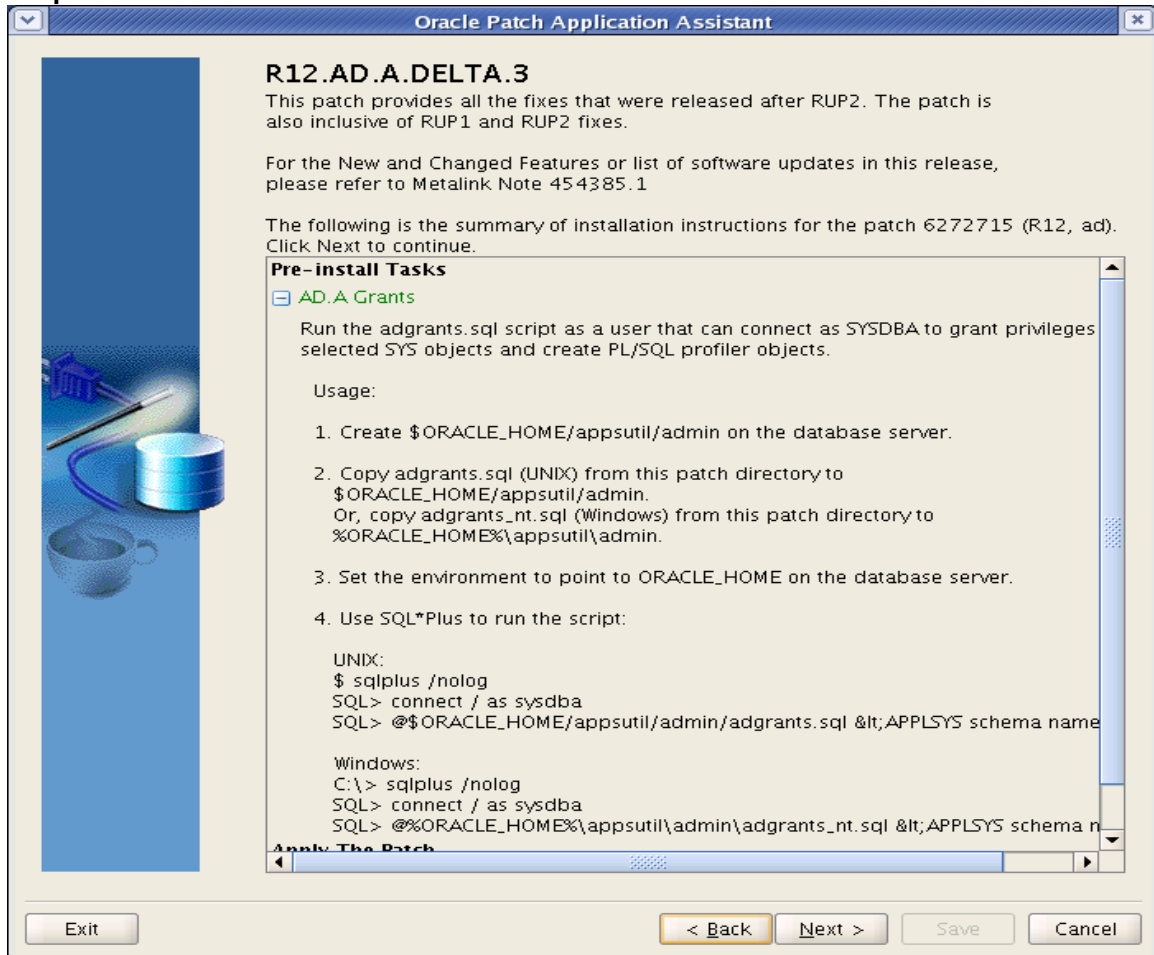 Oracle Patch Application Assistant
R12.AD.A.DELTA.3
This patch provides all the fixes that were released after RUP2. The patch is
also inclusive of RUP1 and RUP2 fixes.
For the New and Changed Features or list of software updates in this release,
please refer to Metalink Note 454385.1
The following is the summary of installation instructions for the patch 6272715 (R12, ad).
Click Next to continue.
Pre-install Tasks
AD.A Grants
Run the adgrants.sql script as a user that can connect as SYSDBA to grant privileges
selected SYS objects and create PL/SQL profiler objects.
Usage:
1. Create $ORACLE_HOME/appsutil/admin on the database server.
2. Copy adgrants.sql (UNIX) from this patch directory to
$ORACLE_HOME/appsutil/admin.
Or, copy adgrants_nt.sql (Windows) from this patch directory to
%ORACLE_HOME%\appsutil\admin.
3. Set the environment to point to ORACLE_HOME on the database server.
4. Use SQL*Plus to run the script:
UNIX:
$ sqlplus /nolog
SQL> connect / as sysdba
SQL> @$ORACLE_HOME/appsutil/admin/adgrants.sql &lt;APPLSYS schema name
Windows:
C:\> sqlplus /nolog
SQL> connect / as sysdba
SQL> @%ORACLE_HOME%\appsutil\admin\adgrants_nt.sql &lt;APPLSYS schema n
Apply The Patch
Exit
< Back
Next >
Save
Cancel